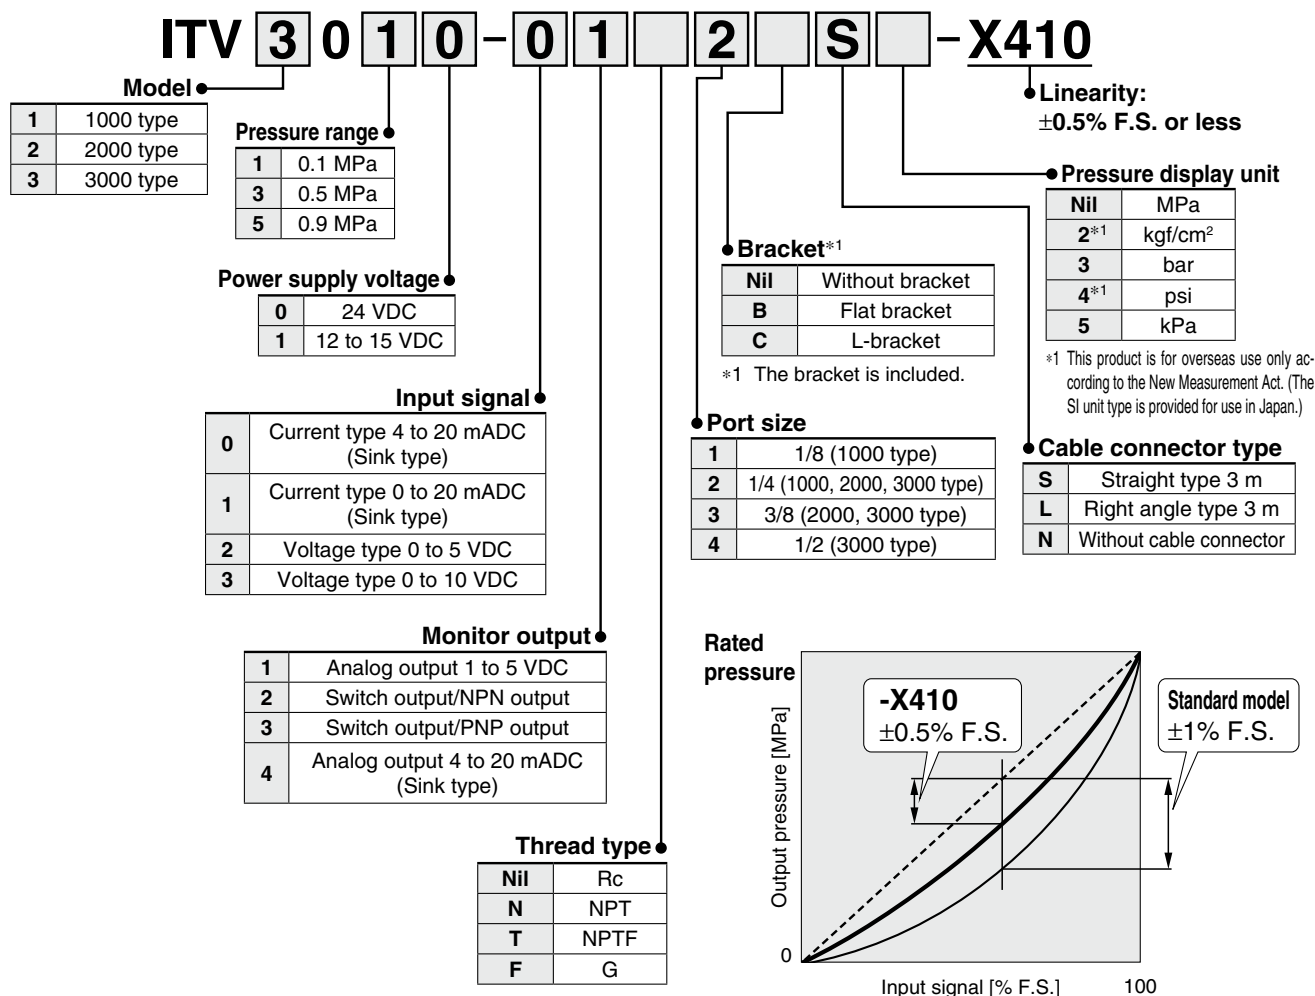 ITV 3 0 1 0 - 0 1 2 S - X410
Model
1 1000 type
2 2000 type
3 3000 type
Pressure range
1 0.1 MPa
3 0.5 MPa
5 0.9 MPa
Power supply voltage
0 24 VDC
1 12 to 15 VDC
Input signal
0 Current type 4 to 20 mADC
(Sink type)
1 Current type 0 to 20 mADC
(Sink type)
2 Voltage type 0 to 5 VDC
3 Voltage type 0 to 10 VDC
Monitor output
1 Analog output 1 to 5 VDC
2 Switch output/NPN output
3 Switch output/PNP output
4 Analog output 4 to 20 mADC
(Sink type)
Thread type
Nil Rc
N NPT
T NPTF
F G
Linearity:
±0.5% F.S. or less
Pressure display unit
Nil MPa
2*1 kgf/cm²
3 bar
4*1 psi
5 kPa
*1 This product is for overseas use only ac-
cording to the New Measurement Act. (The
SI unit type is provided for use in Japan.)
Bracket*1
Nil Without bracket
B Flat bracket
C L-bracket
*1 The bracket is included.
Port size
1 1/8 (1000 type)
2 1/4 (1000, 2000, 3000 type)
3 3/8 (2000, 3000 type)
4 1/2 (3000 type)
Cable connector type
S Straight type 3 m
L Right angle type 3 m
N Without cable connector
Rated
pressure
-X410
±0.5% F.S.
Standard model
±1% F.S.
Output pressure [MPa]
0
Input signal [% F.S.]
100